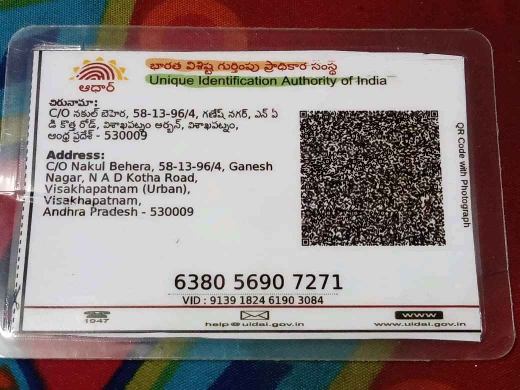 భారత విశిష్ట గుర్తింపు ప్రాధికార సంస్థ
Unique Identification Authority of India
ఆధార్
చిరునామా:
C/O నకుల్ బెహెర, 58-13-96/4, గణేష్ నగర్, ఎన్ ఏ
డి కొత్త రోడ్, విశాఖపట్నం అర్బన్, విశాఖపట్నం,
ఆంధ్ర ప్రదేశ్ - 530009
Address:
C/O Nakul Behera, 58-13-96/4, Ganesh
Nagar, N A D Kotha Road,
Visakhapatnam (Urban),
Visakhapatnam,
Andhra Pradesh - 530009
QR Code with Photograph
6380 5690 7271
VID : 9139 1824 6190 3084
1947
help@uidai.gov.in
www
www.uidai.gov.in